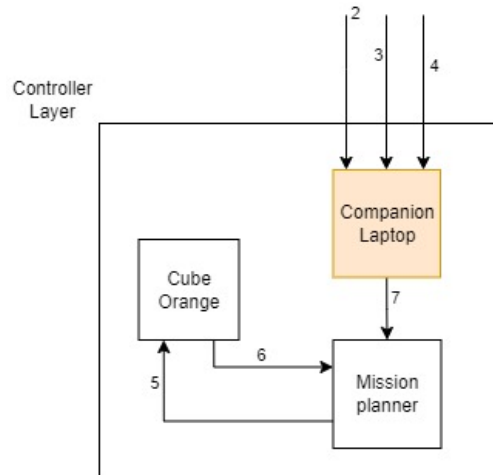 2
3
4
Controller
Layer
Companion
Laptop
7
Cube
Orange
6
5
Mission
planner